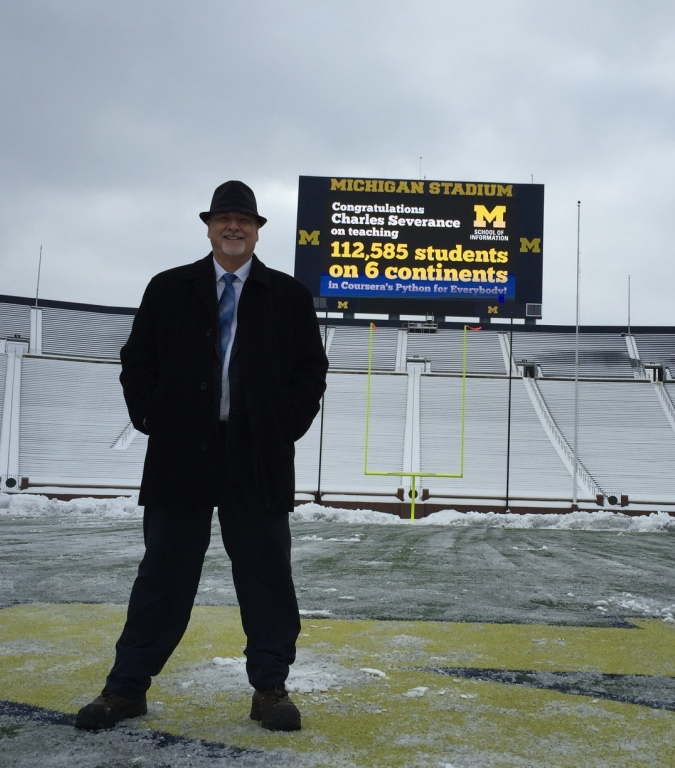 MICHIGAN STADIUM
Congratulations
Charles Severance
on teaching
112,585 students
on 6 continents
in Coursera's Python for Everybody!
M
SCHOOL OF
INFORMATION
M
M
M
M